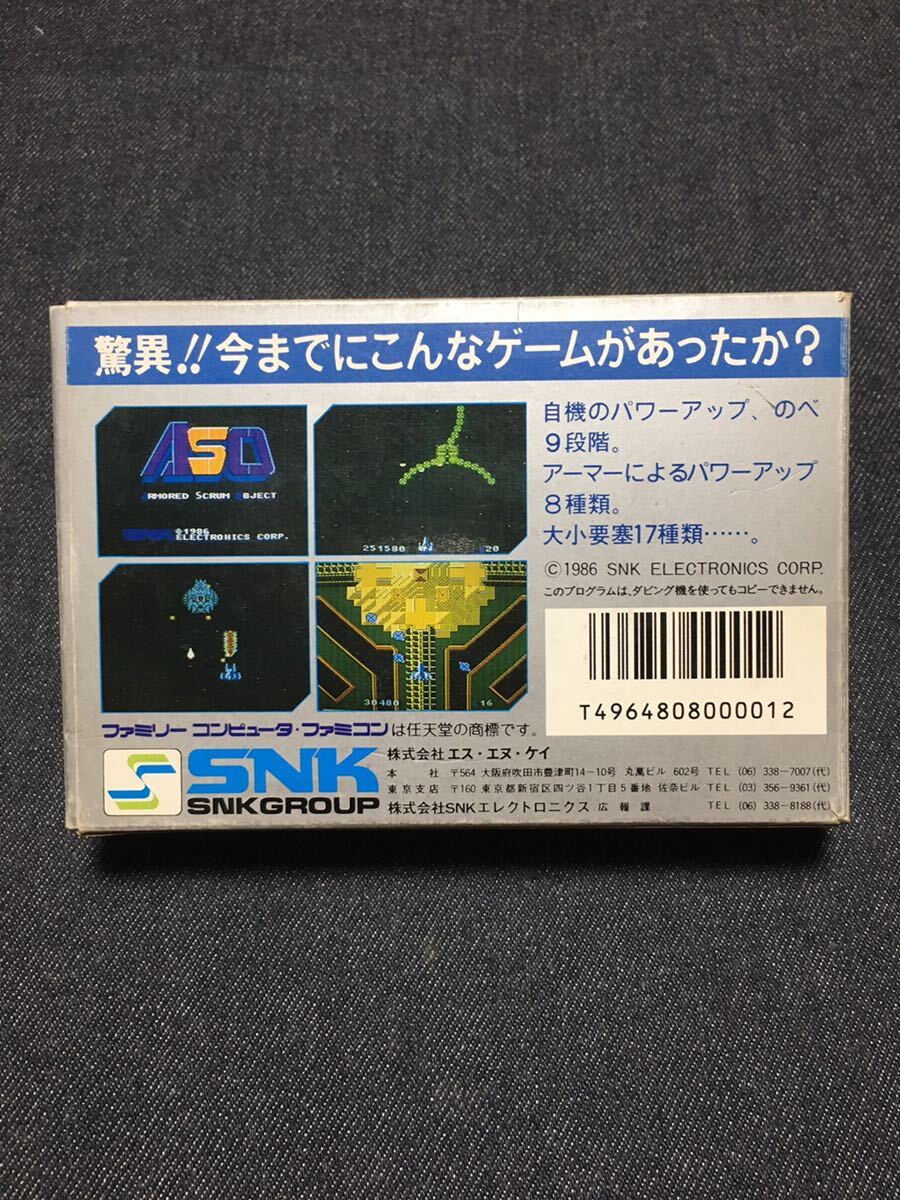 驚異!!今までにこんなゲームがあったか?
ASO
ARMORED SCRUM OBJECT
SNK ©1986
ELECTRONICS CORP.
251580 20
30480 16
自機のパワーアップ、のべ
9段階。
アーマーによるパワーアップ
8種類。
大小要塞17種類……。
©1986 SNK ELECTRONICS CORP.
このプログラムは、ダビング機を使ってもコピーできません。
T4964808000012
ファミリー コンピュータ・ファミコンは任天堂の商標です。
SNK
SNKGROUP
株式会社 エス・エヌ・ケイ
本 社 〒564 大阪府吹田市豊津町14−10号 丸萬ビル 602号 TEL (06) 338−7007(代)
東京支店 〒160 東京都新宿区四ツ谷1丁目5番地 佐奈ビル TEL (03) 356−9361(代)
株式会社SNKエレクトロニクス 広報課 TEL (06) 338−8188(代)